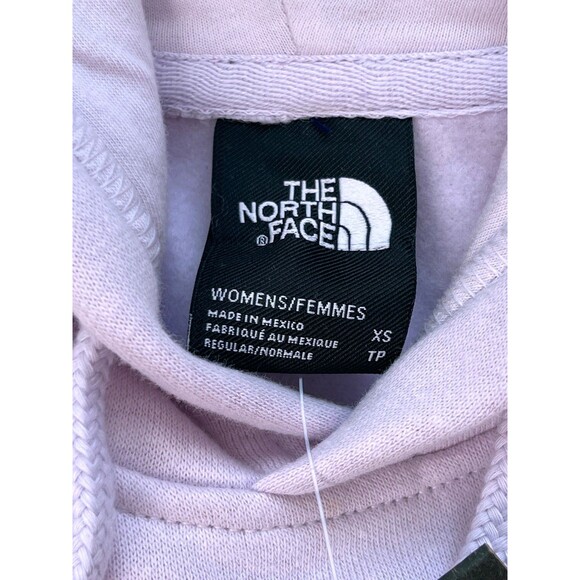 THE
NORTH
FACE
®
WOMENS/FEMMES
MADE IN MEXICO
FABRIQUÉ AU MEXIQUE
REGULAR/NORMALE
XS
TP